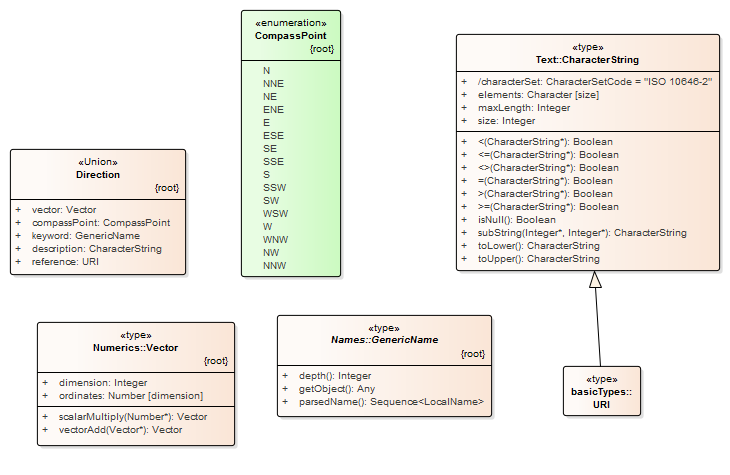 «enumeration»
CompassPoint
{root}
N
NNE
NE
ENE
E
ESE
SE
SSE
S
SSW
SW
WSW
W
WNW
NW
NNW
«type»
Text::CharacterString
+ /characterSet: CharacterSetCode = "ISO 10646-2"
+ elements: Character [size]
+ maxLength: Integer
+ size: Integer
+ <(CharacterString*): Boolean
+ <=(CharacterString*): Boolean
+ <>(CharacterString*): Boolean
+ =(CharacterString*): Boolean
+ >(CharacterString*): Boolean
+ >=(CharacterString*): Boolean
+ isNull(): Boolean
+ subString(Integer*, Integer*): CharacterString
+ toLower(): CharacterString
+ toUpper(): CharacterString
«Union»
Direction
{root}
+ vector: Vector
+ compassPoint: CompassPoint
+ keyword: GenericName
+ description: CharacterString
+ reference: URI
«type»
Numerics::Vector
{root}
+ dimension: Integer
+ ordinates: Number [dimension]
+ scalarMultiply(Number*): Vector
+ vectorAdd(Vector*): Vector
«type»
Names::GenericName
{root}
+ depth(): Integer
+ getObject(): Any
+ parsedName(): Sequence<LocalName>
«type»
basicTypes::
URI